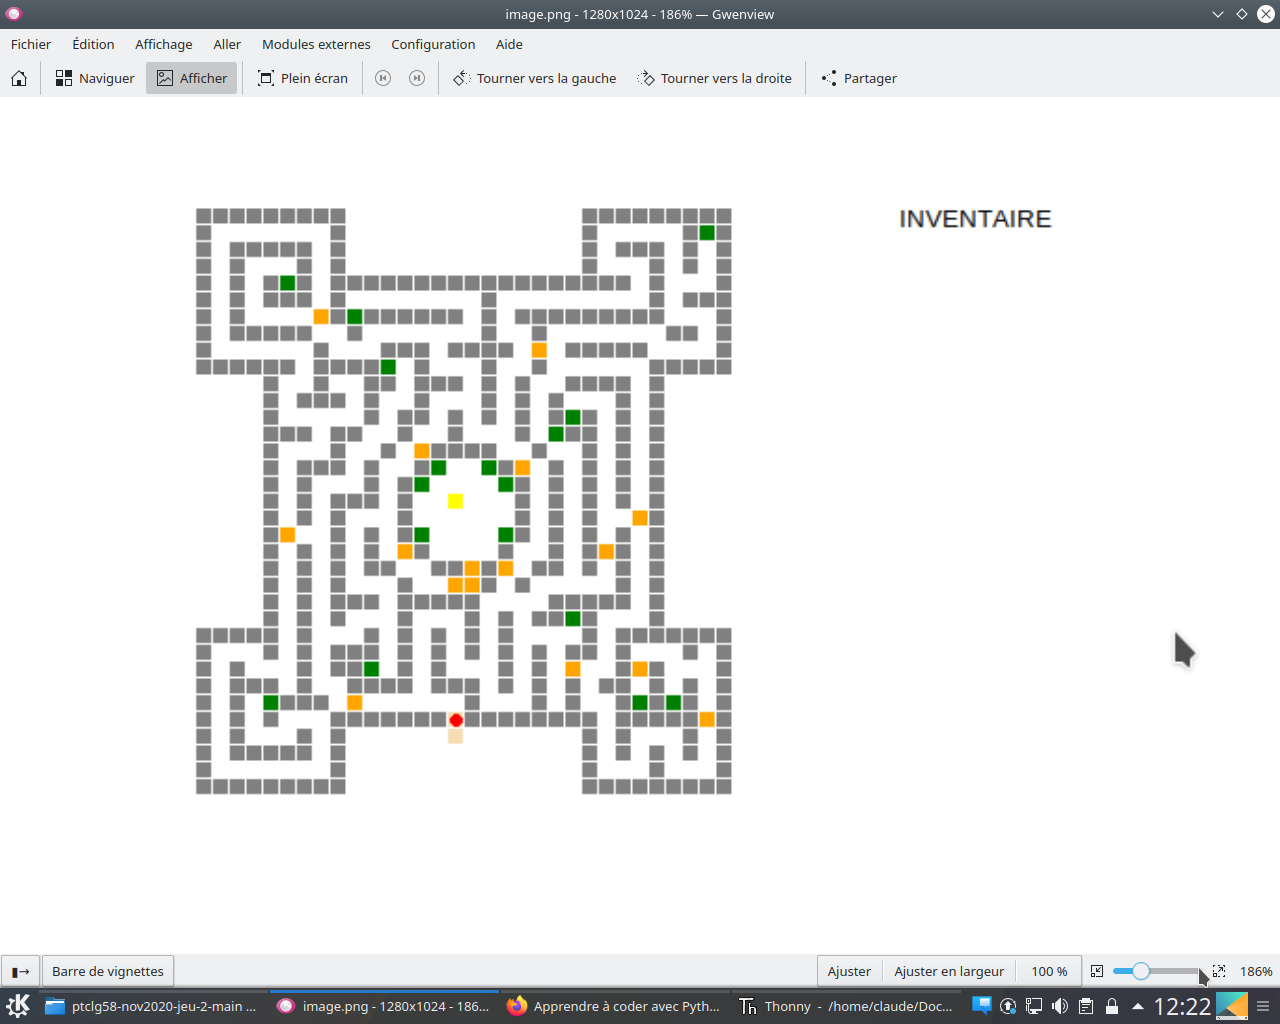 image.png - 1280x1024 - 186% — Gwenview
Fichier Édition Affichage Aller Modules externes Configuration Aide
Naviguer Afficher Plein écran Tourner vers la gauche Tourner vers la droite Partager
INVENTAIRE
Barre de vignettes Ajuster Ajuster en largeur 100 % 186%
ptclg58-nov2020-jeu-2-main ... image.png - 1280x1024 - 186... Apprendre à coder avec Pyth... Th Thonny - /home/claude/Doc... 12:22